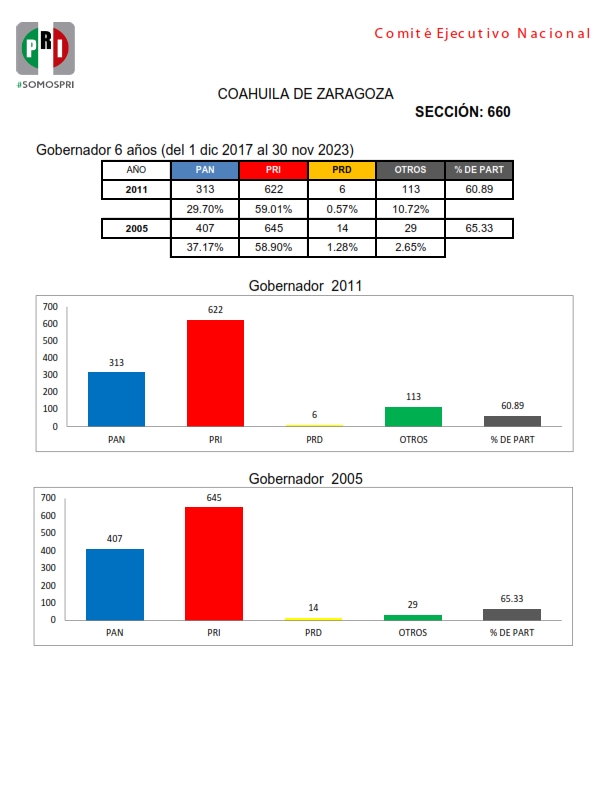 PRI
#SOMOSPRI
Comité Ejecutivo Nacional
COAHUILA DE ZARAGOZA
SECCIÓN: 660
Gobernador 6 años (del 1 dic 2017 al 30 nov 2023)
AÑO PAN PRI PRD OTROS % DE PART
2011 313 622 6 113 60.89
29.70% 59.01% 0.57% 10.72%
2005 407 645 14 29 65.33
37.17% 58.90% 1.28% 2.65%
Gobernador 2011
700
600
500
400
300
200
100
0
313
622
6
113
60.89
PAN PRI PRD OTROS % DE PART
Gobernador 2005
700
600
500
400
300
200
100
0
407
645
14
29
65.33
PAN PRI PRD OTROS % DE PART